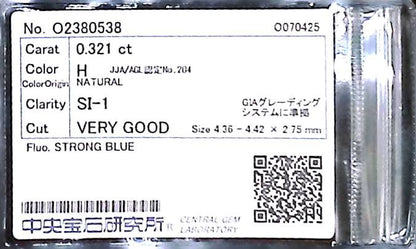 No. O2380538 O070425
Carat 0.321 ct
Color H JJA/AGL認定No.204
ColorOrigin NATURAL
Clarity SI-1 GIAグレーディング
システムに準拠
Cut VERY GOOD Size 4.36 - 4.42 × 2.75 mm
Fluo. STRONG BLUE
中央宝石研究所® CENTRAL GEM
LABORATORY